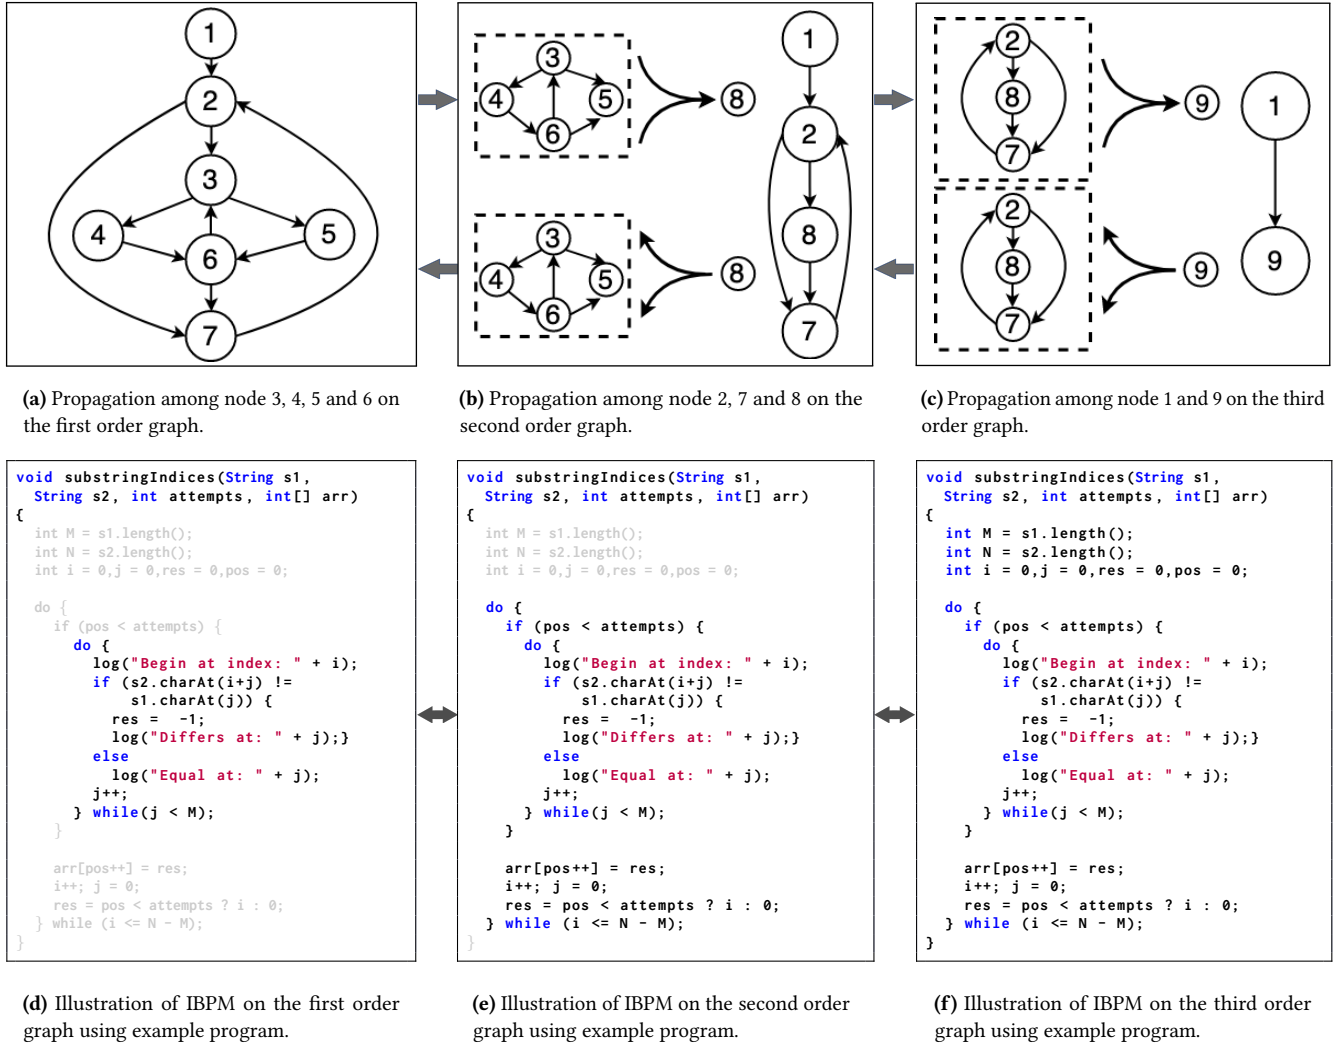 1
2
3
4
5
6
7
3
4
5
6
8
3
4
5
6
8
1
2
8
7
2
8
7
9
2
8
7
9
1
9
(a) Propagation among node 3, 4, 5 and 6 on
the first order graph.
(b) Propagation among node 2, 7 and 8 on the
second order graph.
(c) Propagation among node 1 and 9 on the third
order graph.
void substringIndices(String s1,
String s2, int attempts, int[] arr)
{
int M = s1.length();
int N = s2.length();
int i = 0,j = 0,res = 0,pos = 0;
do {
if (pos < attempts) {
do {
log("Begin at index: " + i);
if (s2.charAt(i+j) !=
s1.charAt(j)) {
res =  -1;
log("Differs at: " + j);}
else
log("Equal at: " + j);
j++;
} while(j < M);
}
arr[pos++] = res;
i++; j = 0;
res = pos < attempts ? i : 0;
} while (i <= N - M);
}
void substringIndices(String s1,
String s2, int attempts, int[] arr)
{
int M = s1.length();
int N = s2.length();
int i = 0,j = 0,res = 0,pos = 0;
do {
if (pos < attempts) {
do {
log("Begin at index: " + i);
if (s2.charAt(i+j) !=
s1.charAt(j)) {
res =  -1;
log("Differs at: " + j);}
else
log("Equal at: " + j);
j++;
} while(j < M);
}
arr[pos++] = res;
i++; j = 0;
res = pos < attempts ? i : 0;
} while (i <= N - M);
}
void substringIndices(String s1,
String s2, int attempts, int[] arr)
{
int M = s1.length();
int N = s2.length();
int i = 0,j = 0,res = 0,pos = 0;
do {
if (pos < attempts) {
do {
log("Begin at index: " + i);
if (s2.charAt(i+j) !=
s1.charAt(j)) {
res =  -1;
log("Differs at: " + j);}
else
log("Equal at: " + j);
j++;
} while(j < M);
}
arr[pos++] = res;
i++; j = 0;
res = pos < attempts ? i : 0;
} while (i <= N - M);
}
(d) Illustration of IBPM on the first order
graph using example program.
(e) Illustration of IBPM on the second order
graph using example program.
(f) Illustration of IBPM on the third order
graph using example program.